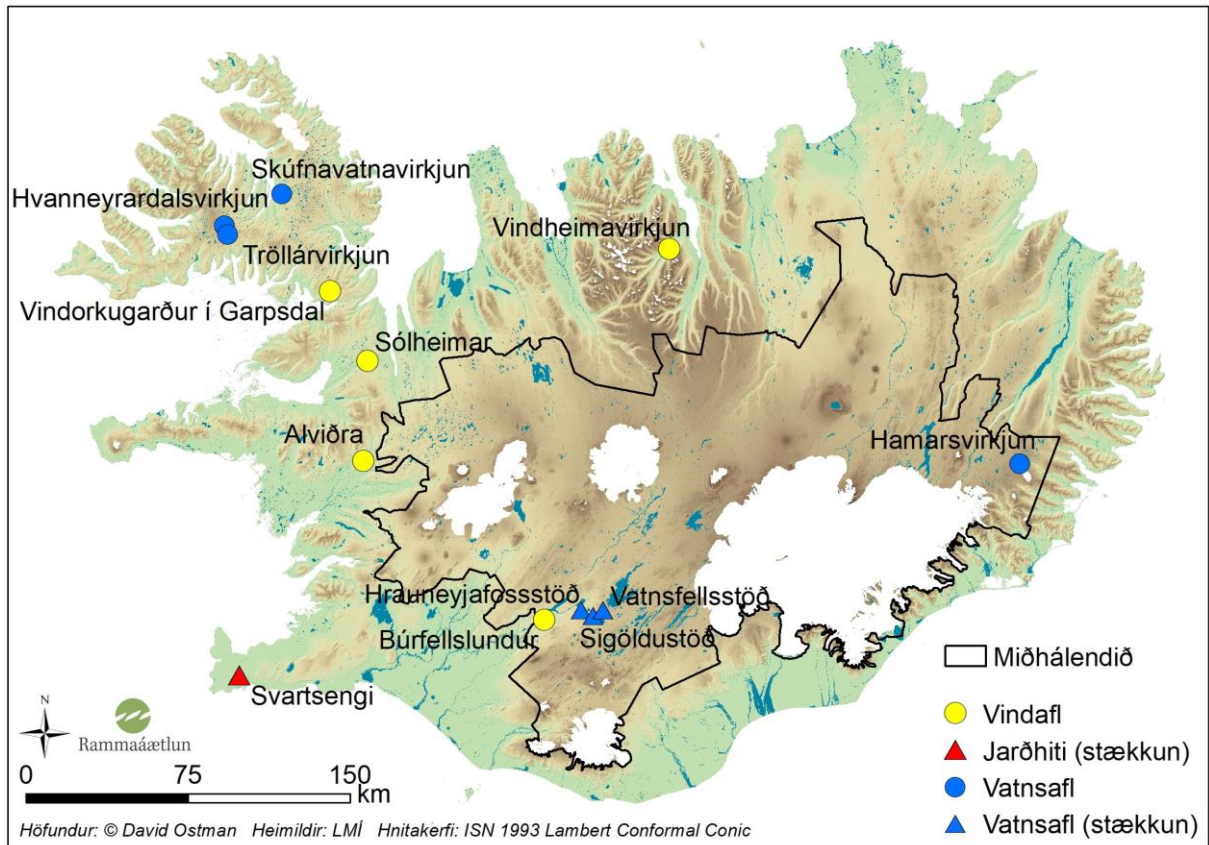 Skúfnavatnavirkjun
Hvanneyrardalsvirkjun
Tröllárvirkjun
Vindorkugarður í Garpsdal
Vindheimavirkjun
Sólheimar
Alviðra
Hamarsvirkjun
Hrauneyjafossstöð
Vatnsfellsstöð
Búrfellslundur
Sigöldustöð
Svartsengi
N
Rammaáætlun
0 75 150
km
Miðhálendið
Vindafl
Jarðhiti (stækkun)
Vatnsafl
Vatnsafl (stækkun)
Höfundur: © David Ostman Heimildir: LMÍ Hnitakerfi: ISN 1993 Lambert Conformal Conic